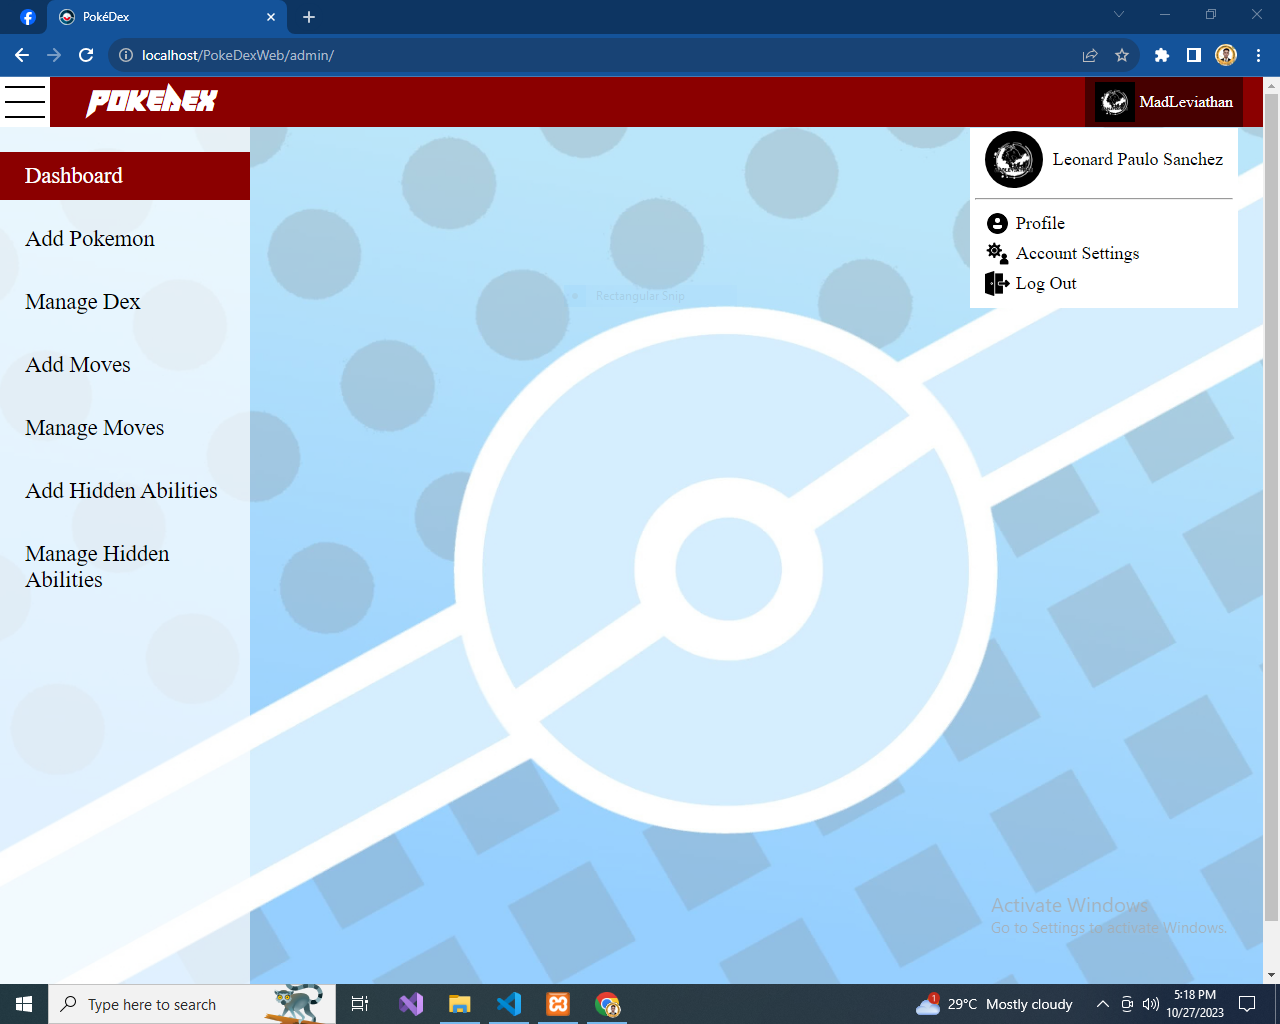 PokéDex
localhost/PokeDexWeb/admin/
POKEDEX
MadLeviathan
Leonard Paulo Sanchez
Profile
Account Settings
Log Out
Dashboard
Add Pokemon
Manage Dex
Add Moves
Manage Moves
Add Hidden Abilities
Manage Hidden
Abilities
Rectangular Snip
Activate Windows
Go to Settings to activate Windows.
Type here to search
1
29°C Mostly cloudy
5:18 PM
10/27/2023